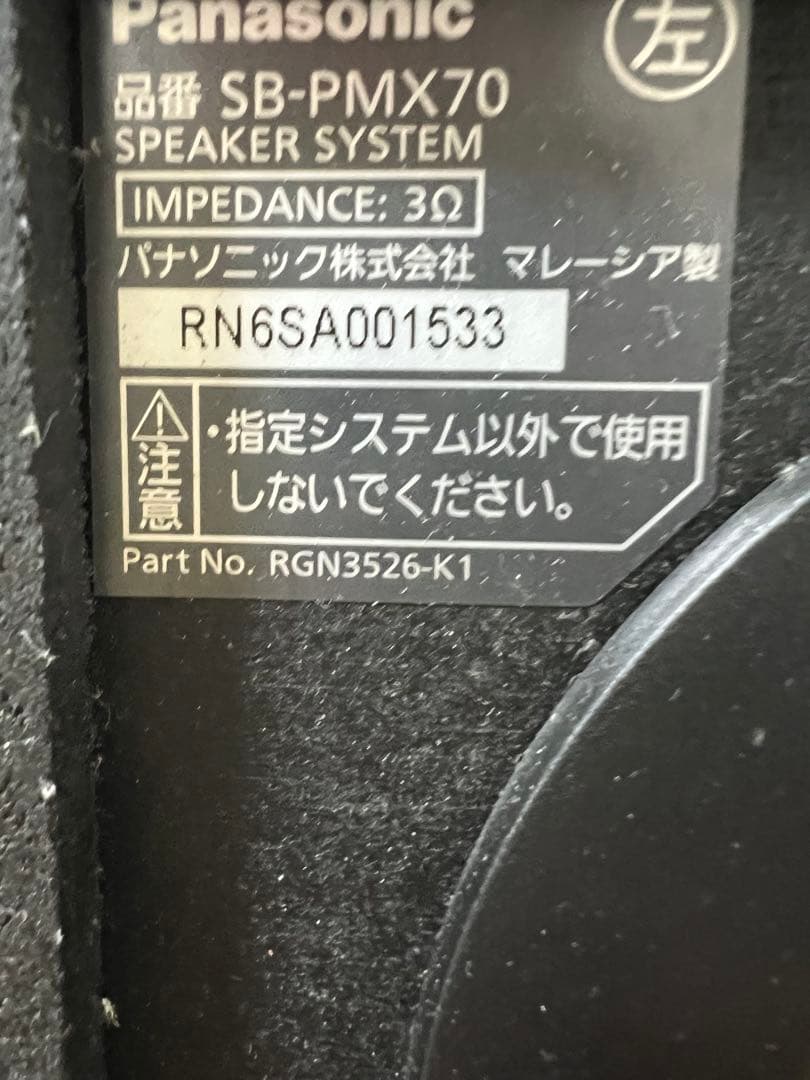 Panasonic
左
品番 SB-PMX70
SPEAKER SYSTEM
IMPEDANCE: 3Ω
パナソニック株式会社 マレーシア製
RN6SA001533
注意
・指定システム以外で使用
しないでください。
Part No. RGN3526-K1